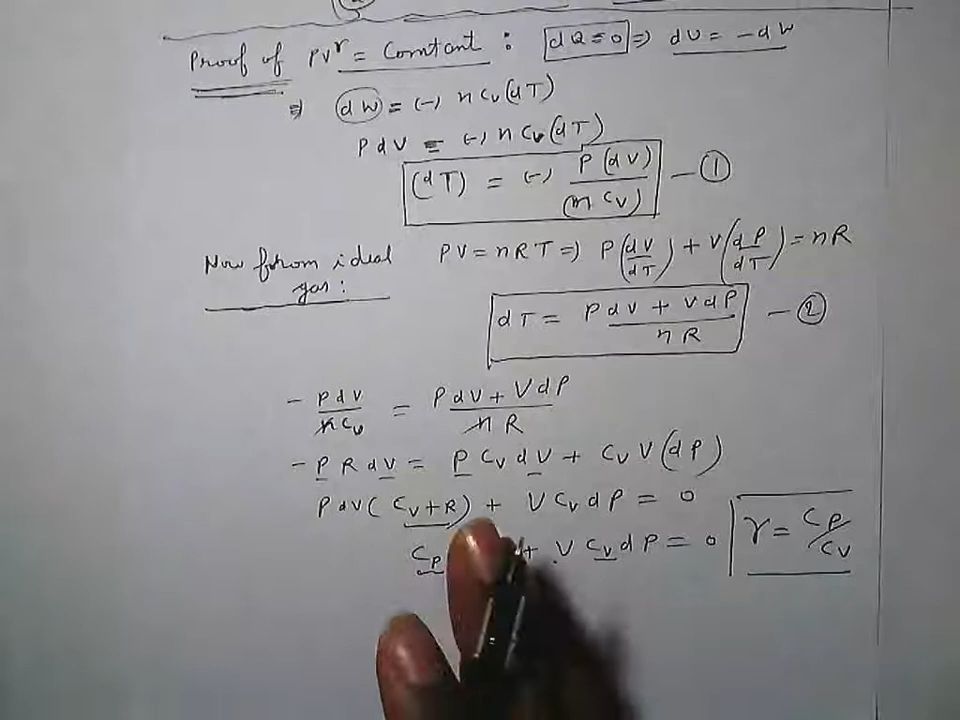 Proof of PV^γ = Constant : dQ=0 ⇒ dU = -dW
⇒ dW = (-) nCv(dT)
PdV = (-) nCv(dT)
(dT) = (-) P(dV)/(nCv) — ①
Now from ideal gas:
PV = nRT ⇒ P(dV/dT) + V(dP/dT) = nR
dT = PdV + VdP/nR — ②
- PdV/nCv = PdV + VdP/nR
- PRdV = PCvdV + CvV(dP)
PdV(Cv+R) + VCvdP = 0
CP + VCvdP = 0
γ = CP/Cv